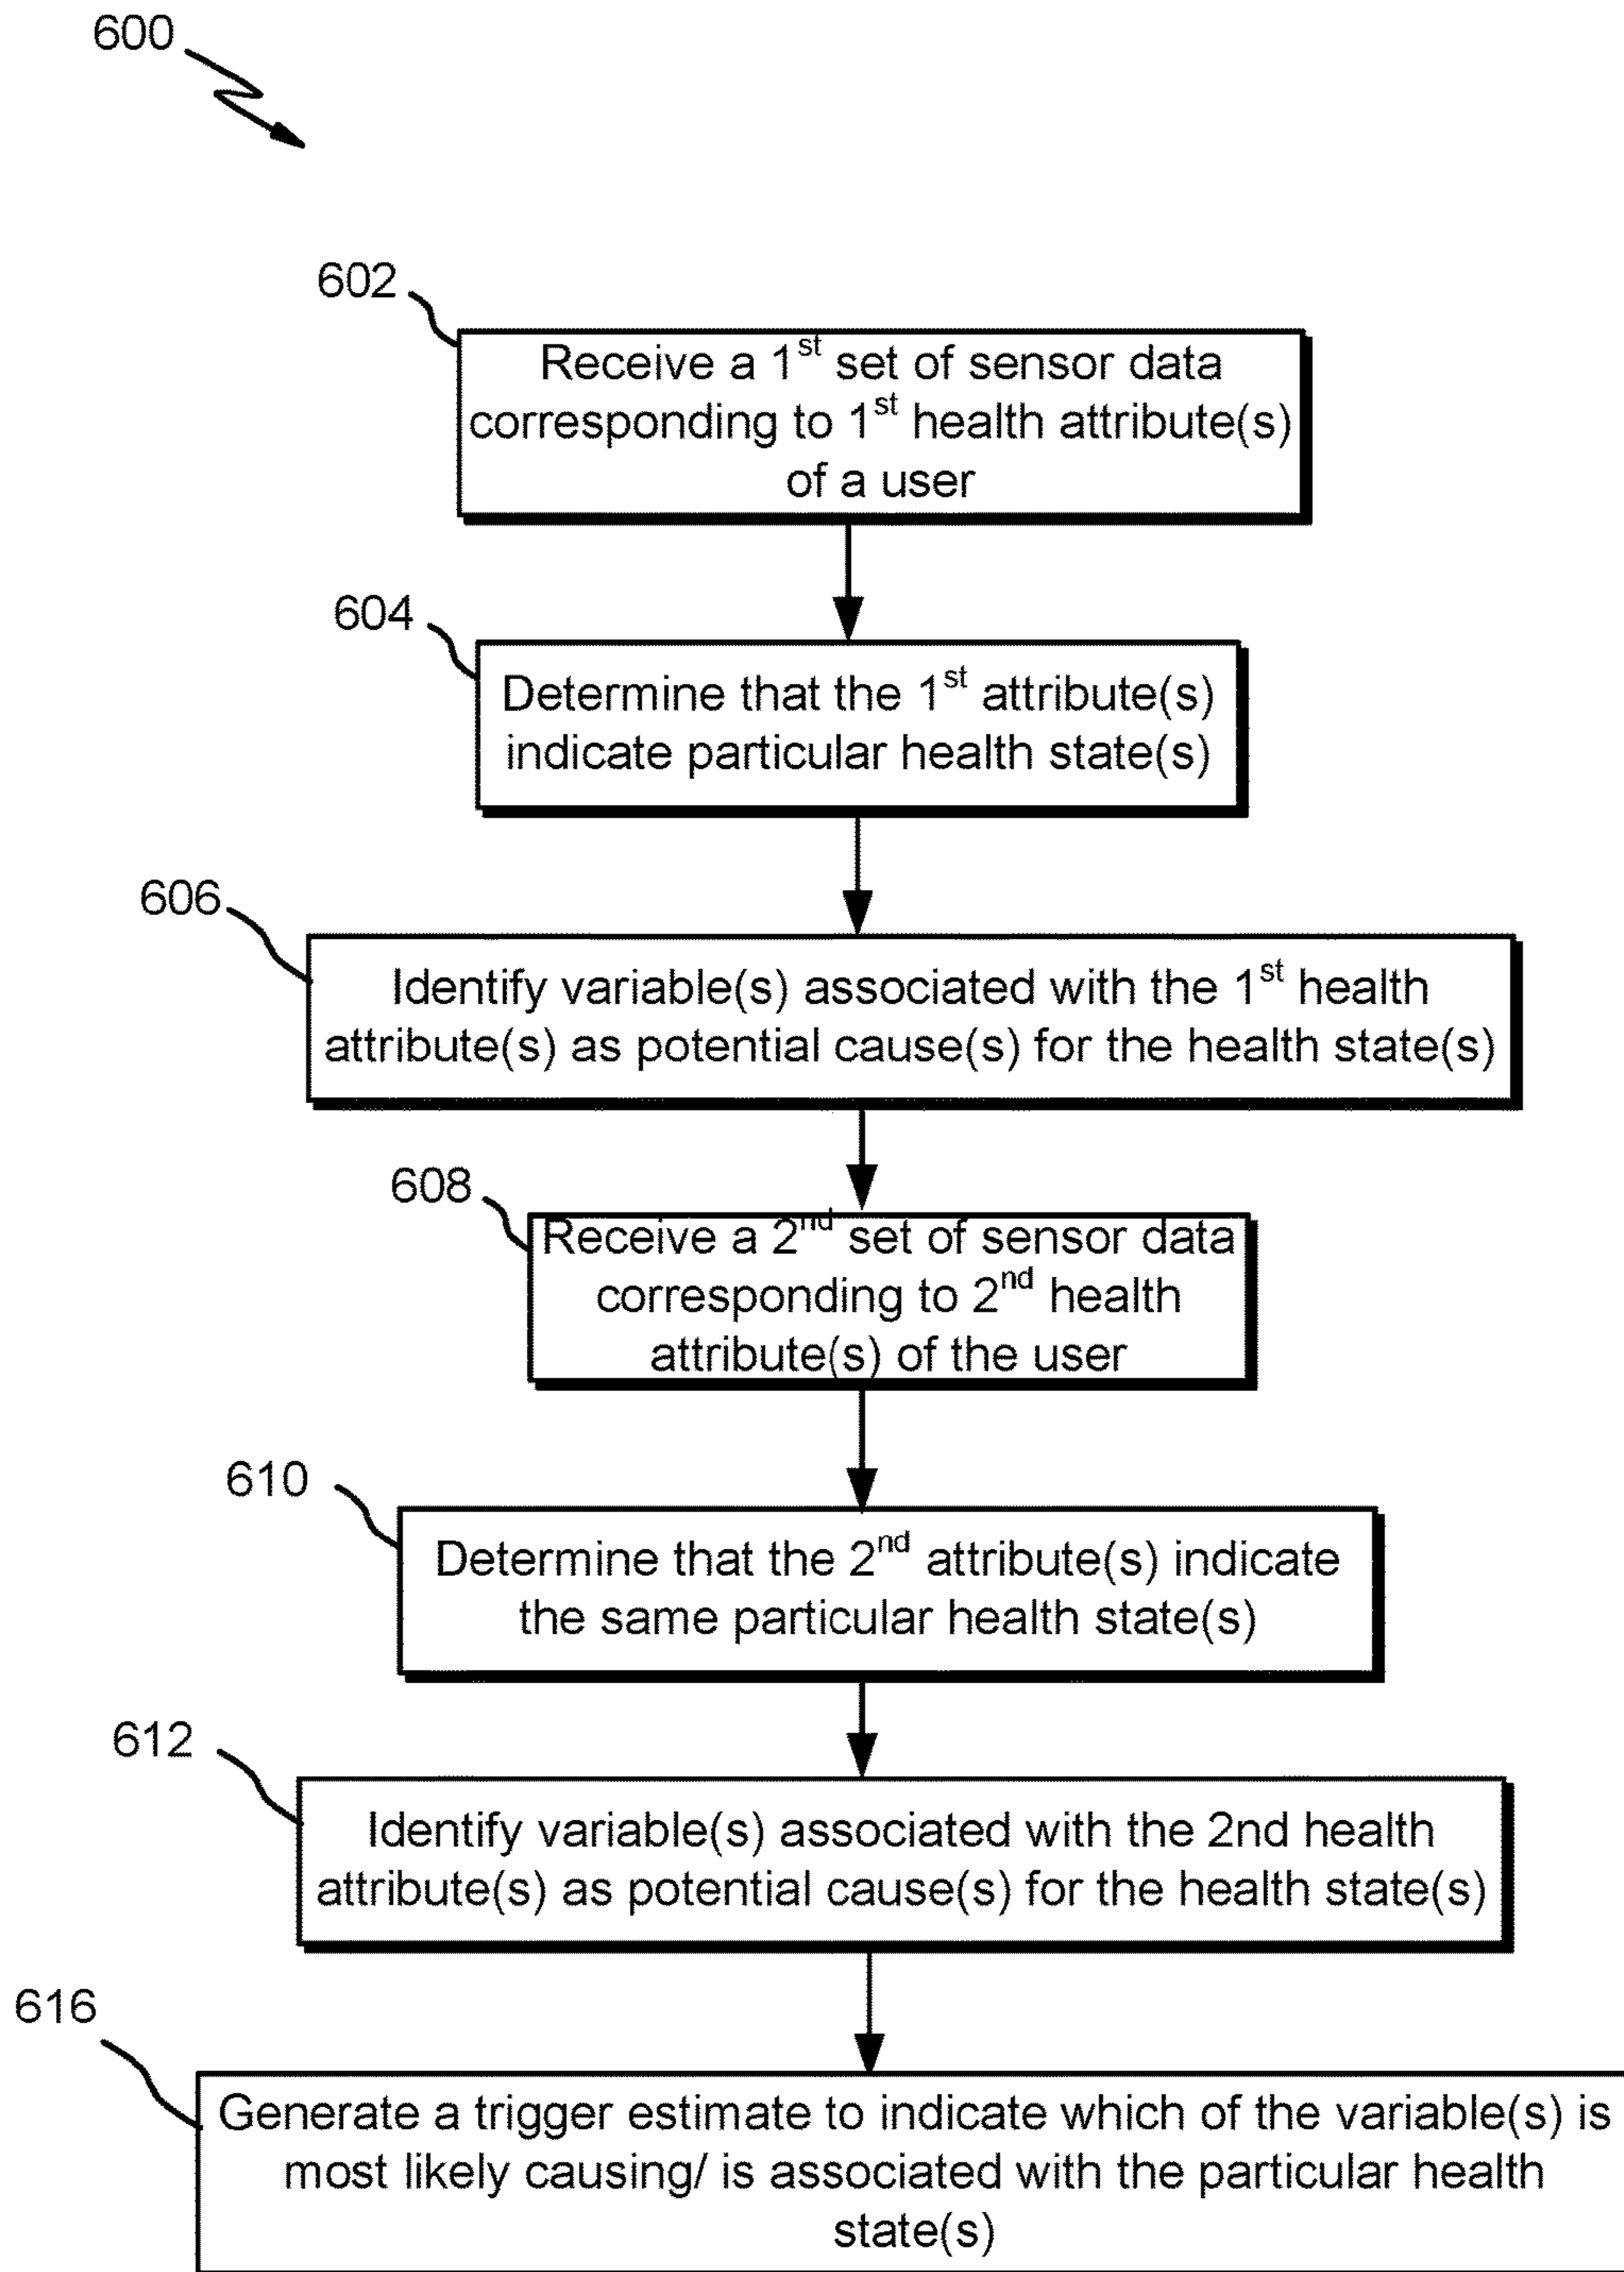 600
602
Receive a 1st set of sensor data
corresponding to 1st health attribute(s)
of a user
604
Determine that the 1st attribute(s)
indicate particular health state(s)
606
Identify variable(s) associated with the 1st health
attribute(s) as potential cause(s) for the health state(s)
608
Receive a 2nd set of sensor data
corresponding to 2nd health
attribute(s) of the user
610
Determine that the 2nd attribute(s) indicate
the same particular health state(s)
612
Identify variable(s) associated with the 2nd health
attribute(s) as potential cause(s) for the health state(s)
616
Generate a trigger estimate to indicate which of the variable(s) is
most likely causing/ is associated with the particular health
state(s)